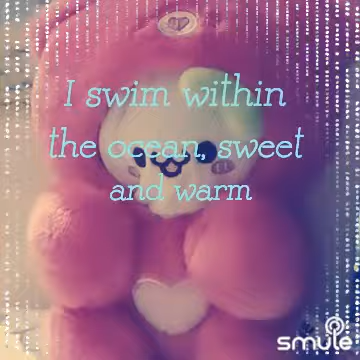 I swim within
the ocean, sweet
and warm
smule